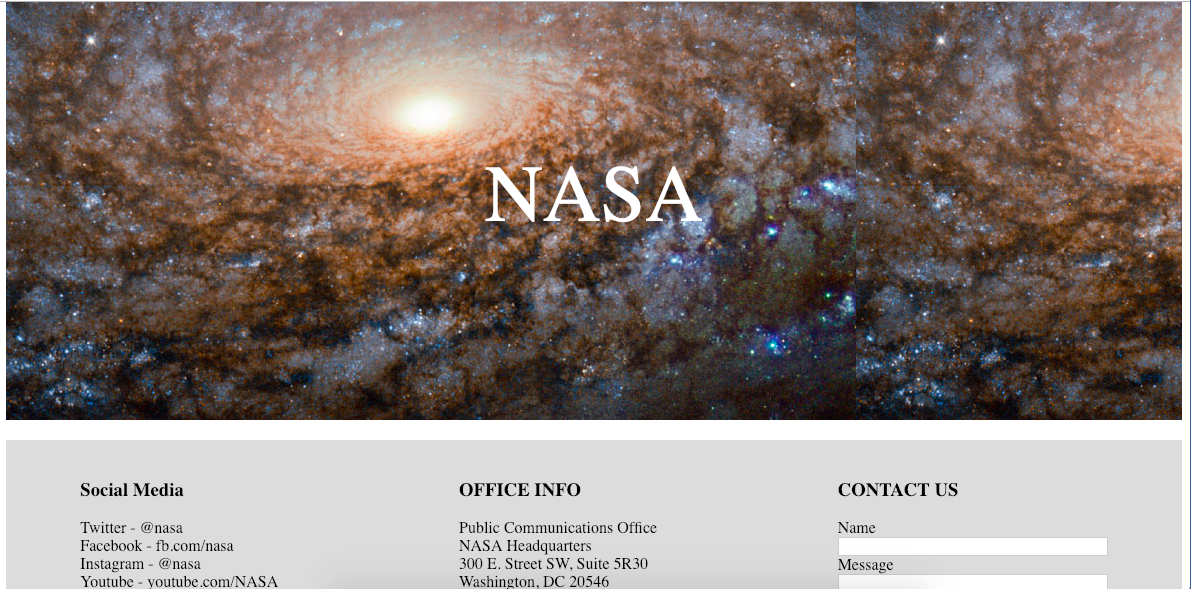 NASA
Social Media
Twitter - @nasa
Facebook - fb.com/nasa
Instagram - @nasa
Youtube - youtube.com/NASA
OFFICE INFO
Public Communications Office
NASA Headquarters
300 E. Street SW, Suite 5R30
Washington, DC 20546
CONTACT US
Name
Message